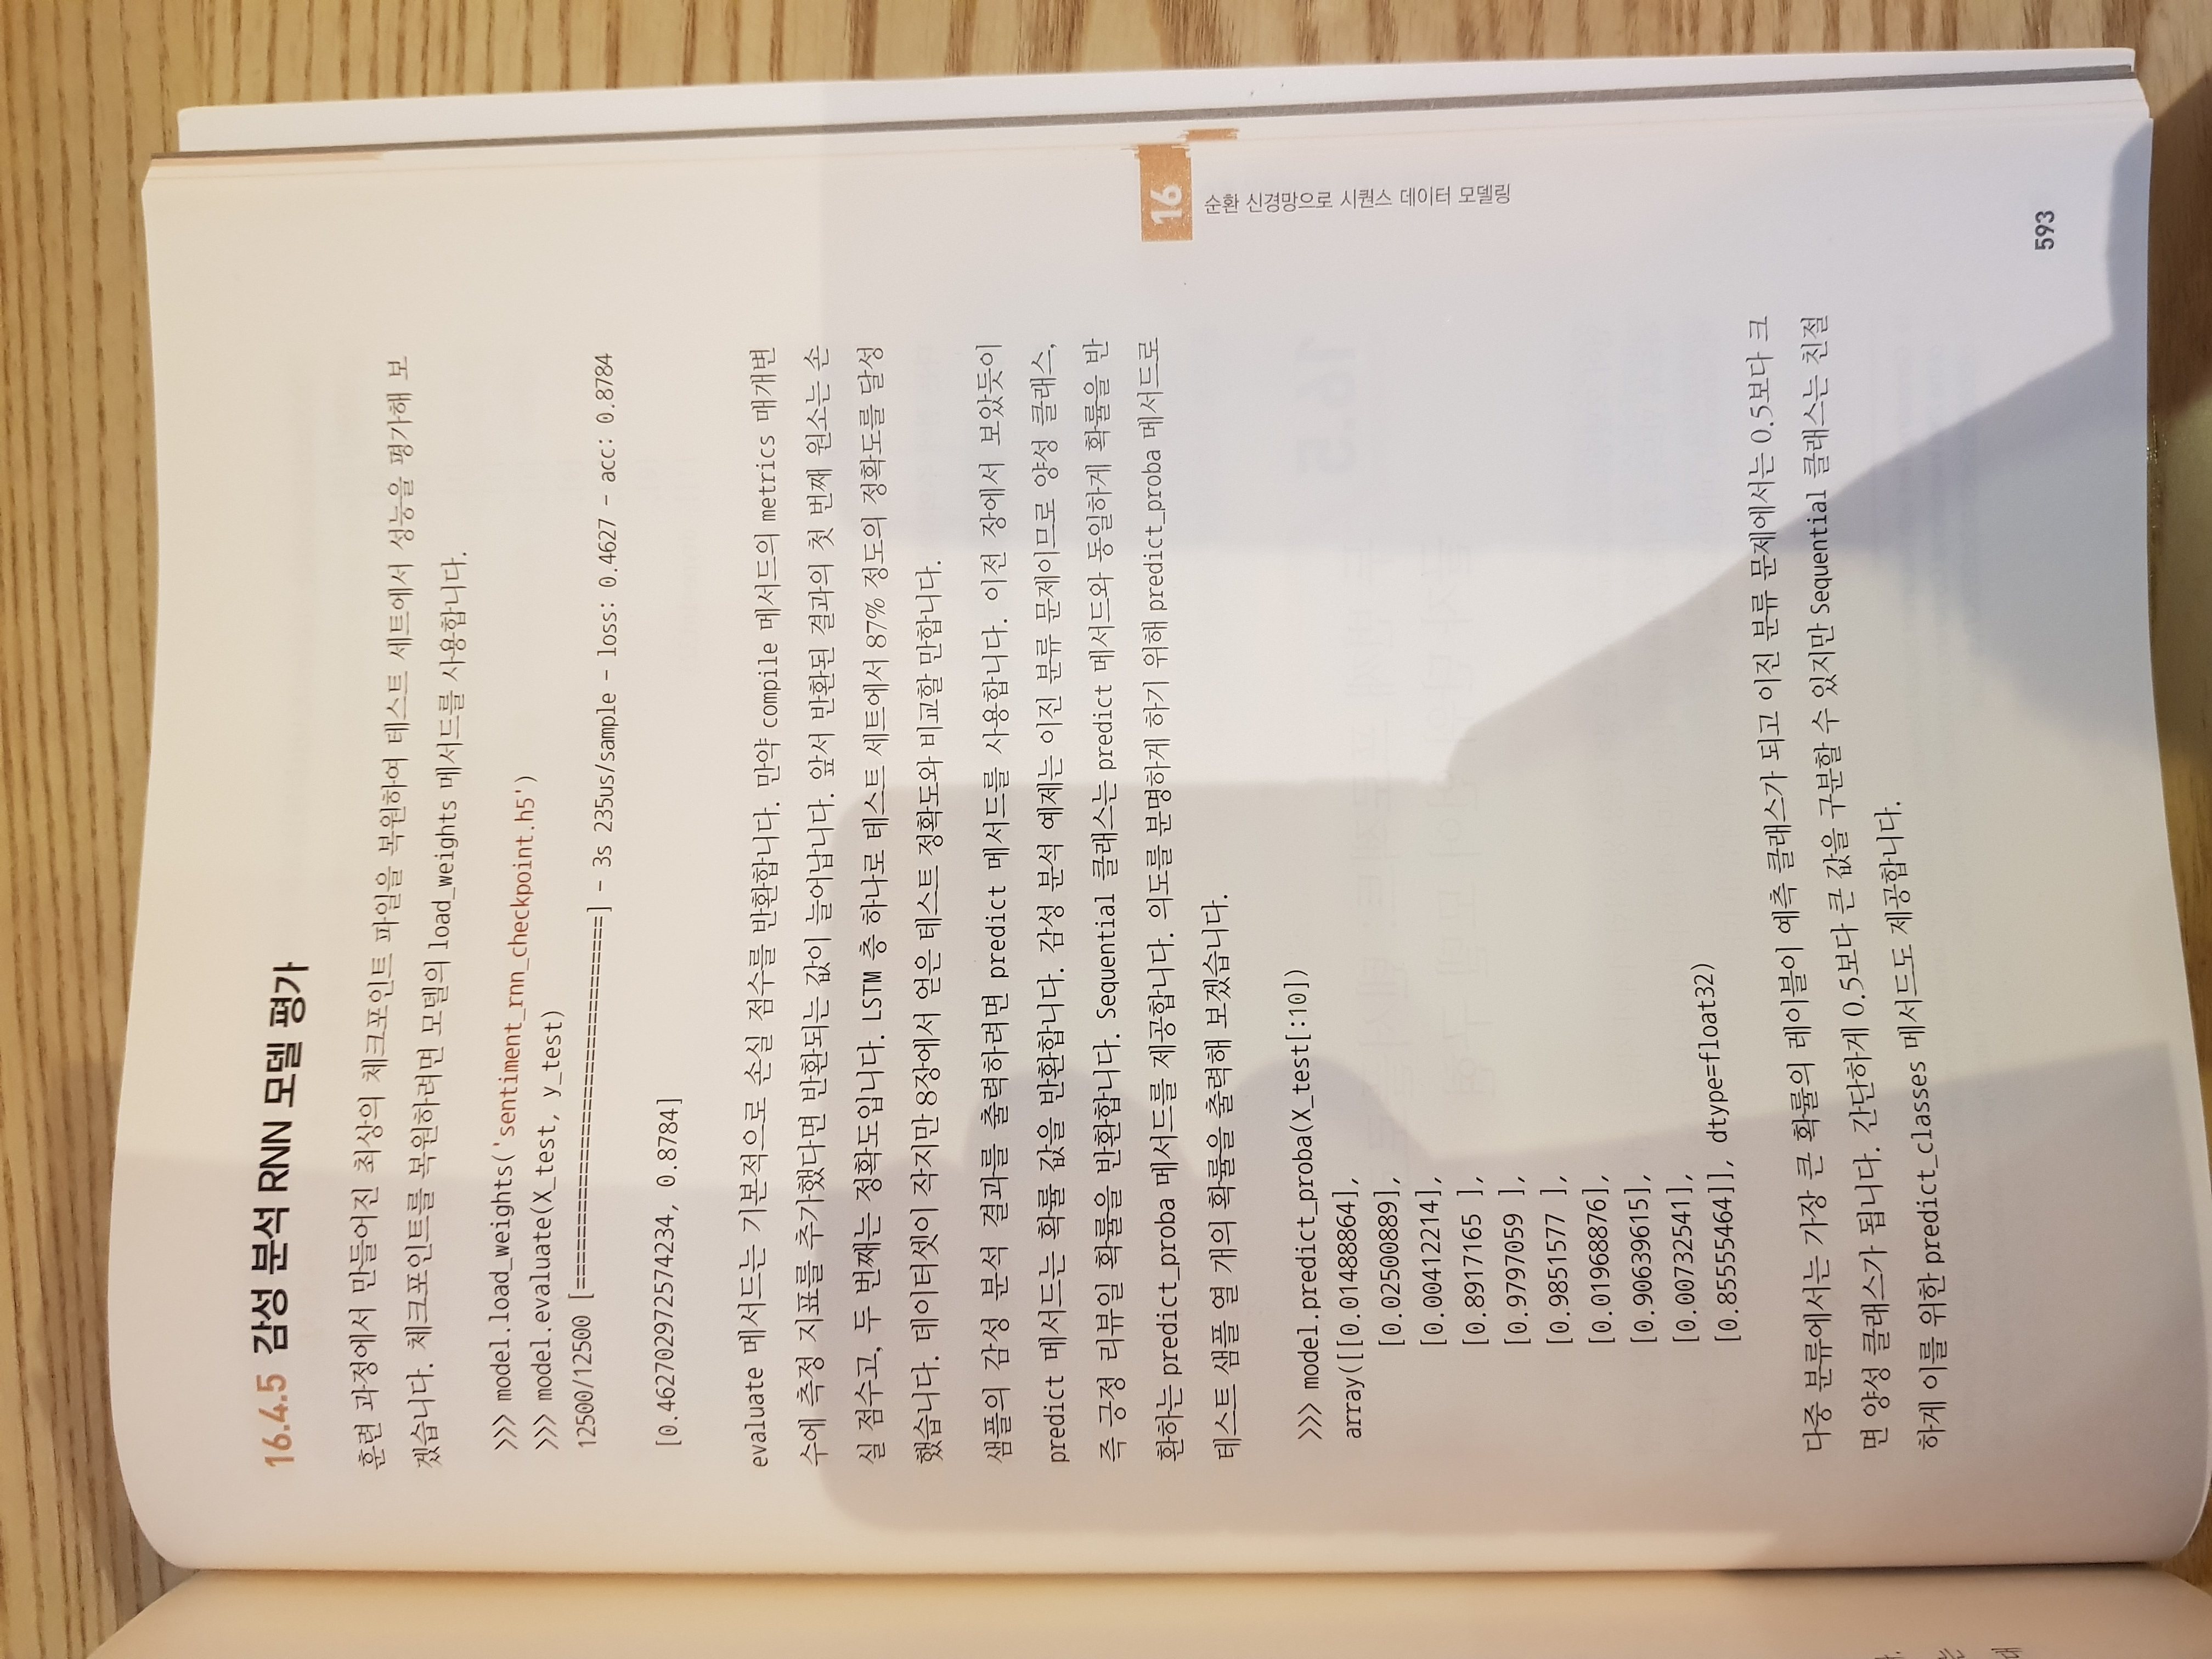 16.4.5 감성 분석 RNN 모델 평가
훈련 과정에서 만들어진 최상의 체크포인트 파일을 복원하여 테스트 세트에서 성능을 평가해 보
겠습니다. 체크포인트를 복원하려면 모델의 load_weights 메서드를 사용합니다.
>>> model.load_weights('sentiment_rnn_checkpoint.h5')
>>> model.evaluate(X_test, y_test)
12500/12500 [==============================] - 3s 235us/sample - loss: 0.4627 - acc: 0.8784
[0.462702972574234, 0.8784]
evaluate 메서드는 기본적으로 손실 점수를 반환합니다. 만약 compile 메서드의 metrics 매개변
수에 측정 지표를 추가했다면 반환되는 값이 늘어납니다. 앞서 반환된 결과의 첫 번째 원소는 손
실 점수고, 두 번째는 정확도입니다. LSTM 층 하나로 테스트 세트에서 87% 정도의 정확도를 달성
했습니다. 데이터셋이 작지만 8장에서 얻은 테스트 정확도와 비교할 만합니다.
샘플의 감성 분석 결과를 출력하려면 predict 메서드를 사용합니다. 이전 장에서 보았듯이
predict 메서드는 확률 값을 반환합니다. 감성 분석 예제는 이진 분류 문제이므로 양성 클래스,
즉 긍정 리뷰일 확률을 반환합니다. Sequential 클래스는 predict 메서드와 동일하게 확률을 반
환하는 predict_proba 메서드를 제공합니다. 의도를 분명하게 하기 위해 predict_proba 메서드로
테스트 샘플 열 개의 확률을 출력해 보겠습니다.
>>> model.predict_proba(X_test[:10])
array([[0.01488864],
[0.02500889],
[0.00412214],
[0.8917165 ],
[0.9797059 ],
[0.9851577 ],
[0.01968876],
[0.90639615],
[0.00732541],
[0.85555464]], dtype=float32)
다중 분류에서는 가장 큰 확률의 레이블이 예측 클래스가 되고 이진 분류 문제에서는 0.5보다 크
면 양성 클래스가 됩니다. 간단하게 0.5보다 큰 값을 구분할 수 있지만 Sequential 클래스는 친절
하게 이를 위한 predict_classes 메서드도 제공합니다.
16
순환 신경망으로 시퀀스 데이터 모델링
593